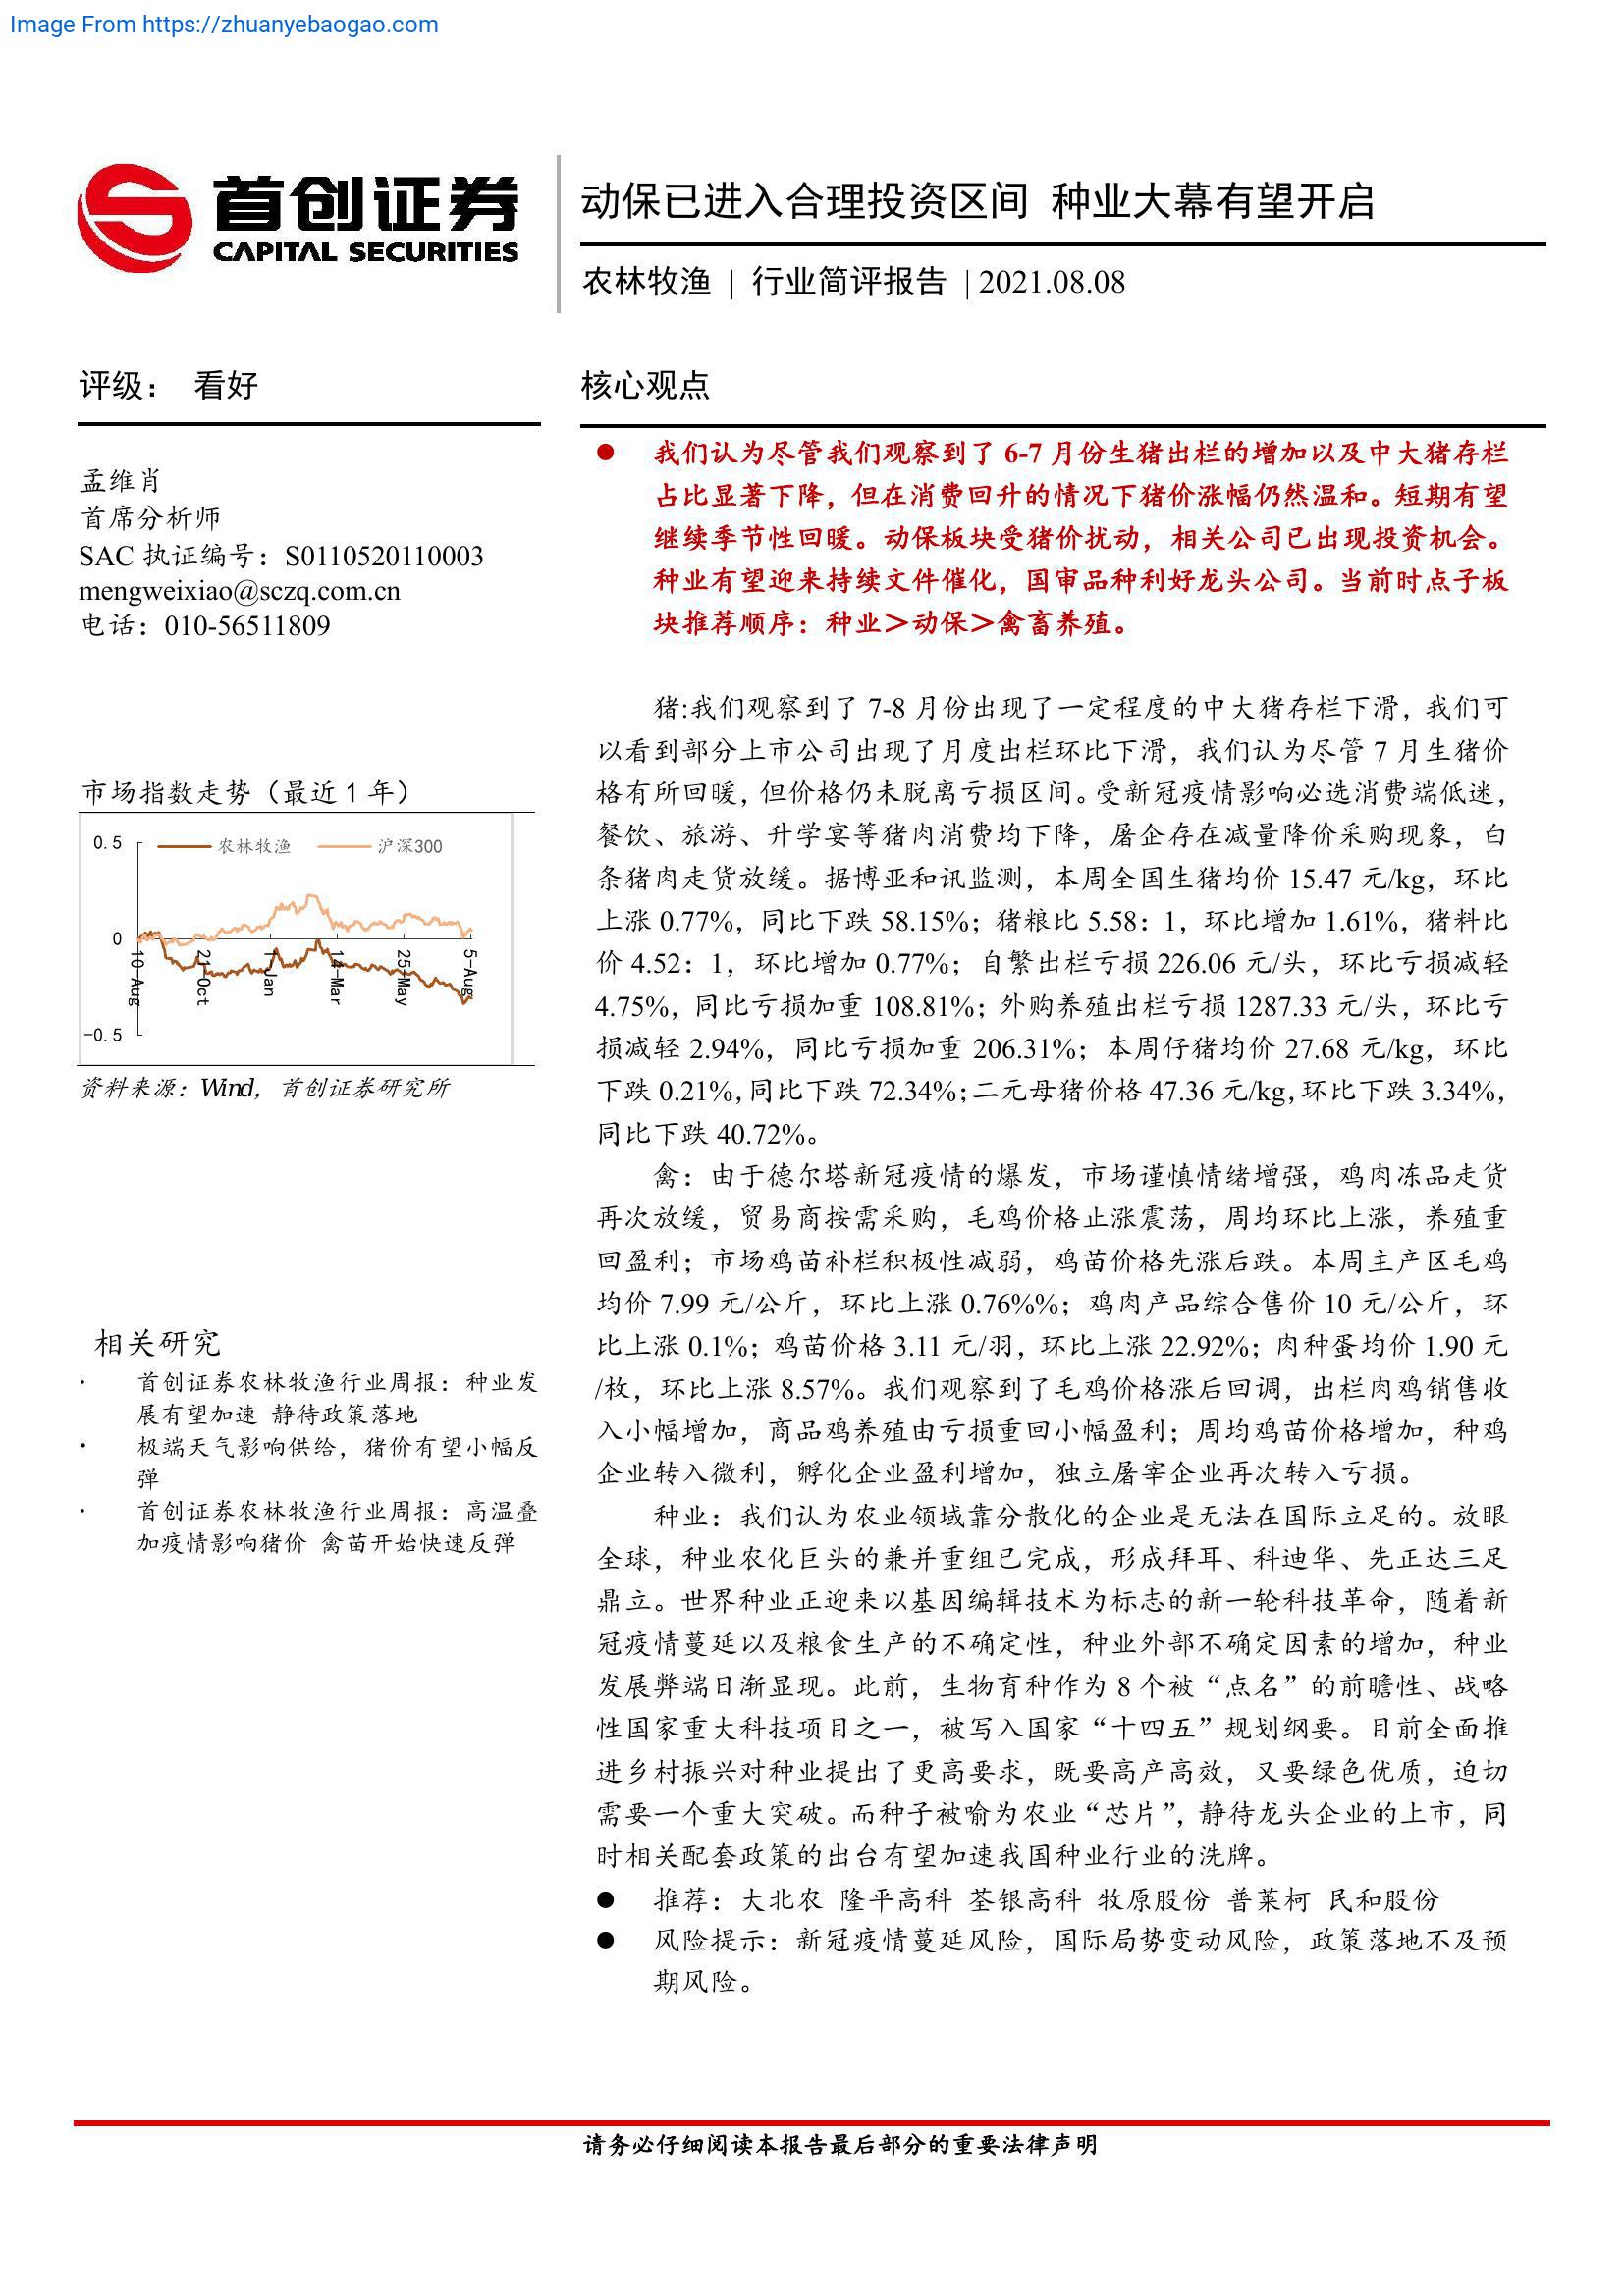 Image From https://zhuanyebaogao.com
首创证券
CAPITAL SECURITIES
动保已进入合理投资区间 种业大幕有望开启
农林牧渔 | 行业简评报告 | 2021.08.08
评级： 看好
孟维肖
首席分析师
SAC 执证编号：S0110520110003
mengweixiao@sczq.com.cn
电话：010-56511809
市场指数走势（最近 1 年）
农林牧渔 沪深300
0.5
0
-0.5
10-Aug
21-Oct
1-Jan
14-Mar
25-May
5-Aug
资料来源：Wind，首创证券研究所
相关研究
· 首创证券农林牧渔行业周报：种业发
展有望加速 静待政策落地
· 极端天气影响供给，猪价有望小幅反
弹
· 首创证券农林牧渔行业周报：高温叠
加疫情影响猪价 禽苗开始快速反弹
核心观点
● 我们认为尽管我们观察到了 6-7 月份生猪出栏的增加以及中大猪存栏
占比显著下降，但在消费回升的情况下猪价涨幅仍然温和。短期有望
继续季节性回暖。动保板块受猪价扰动，相关公司已出现投资机会。
种业有望迎来持续文件催化，国审品种利好龙头公司。当前时点子板
块推荐顺序：种业＞动保＞禽畜养殖。
猪:我们观察到了 7-8 月份出现了一定程度的中大猪存栏下滑，我们可
以看到部分上市公司出现了月度出栏环比下滑，我们认为尽管 7 月生猪价
格有所回暖，但价格仍未脱离亏损区间。受新冠疫情影响必选消费端低迷，
餐饮、旅游、升学宴等猪肉消费均下降，屠企存在减量降价采购现象，白
条猪肉走货放缓。据博亚和讯监测，本周全国生猪均价 15.47 元/kg，环比
上涨 0.77%，同比下跌 58.15%；猪粮比 5.58：1，环比增加 1.61%，猪料比
价 4.52：1，环比增加 0.77%；自繁出栏亏损 226.06 元/头，环比亏损减轻
4.75%，同比亏损加重 108.81%；外购养殖出栏亏损 1287.33 元/头，环比亏
损减轻 2.94%，同比亏损加重 206.31%；本周仔猪均价 27.68 元/kg，环比
下跌 0.21%，同比下跌 72.34%；二元母猪价格 47.36 元/kg，环比下跌 3.34%，
同比下跌 40.72%。
禽：由于德尔塔新冠疫情的爆发，市场谨慎情绪增强，鸡肉冻品走货
再次放缓，贸易商按需采购，毛鸡价格止涨震荡，周均环比上涨，养殖重
回盈利；市场鸡苗补栏积极性减弱，鸡苗价格先涨后跌。本周主产区毛鸡
均价 7.99 元/公斤，环比上涨 0.76%%；鸡肉产品综合售价 10 元/公斤，环
比上涨 0.1%；鸡苗价格 3.11 元/羽，环比上涨 22.92%；肉种蛋均价 1.90 元
/枚，环比上涨 8.57%。我们观察到了毛鸡价格涨后回调，出栏肉鸡销售收
入小幅增加，商品鸡养殖由亏损重回小幅盈利；周均鸡苗价格增加，种鸡
企业转入微利，孵化企业盈利增加，独立屠宰企业再次转入亏损。
种业：我们认为农业领域靠分散化的企业是无法在国际立足的。放眼
全球，种业农化巨头的兼并重组已完成，形成拜耳、科迪华、先正达三足
鼎立。世界种业正迎来以基因编辑技术为标志的新一轮科技革命，随着新
冠疫情蔓延以及粮食生产的不确定性，种业外部不确定因素的增加，种业
发展弊端日渐显现。此前，生物育种作为 8 个被“点名”的前瞻性、战略
性国家重大科技项目之一，被写入国家“十四五”规划纲要。目前全面推
进乡村振兴对种业提出了更高要求，既要高产高效，又要绿色优质，迫切
需要一个重大突破。而种子被喻为农业“芯片”，静待龙头企业的上市，同
时相关配套政策的出台有望加速我国种业行业的洗牌。
● 推荐：大北农 隆平高科 荃银高科 牧原股份 普莱柯 民和股份
● 风险提示：新冠疫情蔓延风险，国际局势变动风险，政策落地不及预
期风险。
请务必仔细阅读本报告最后部分的重要法律声明